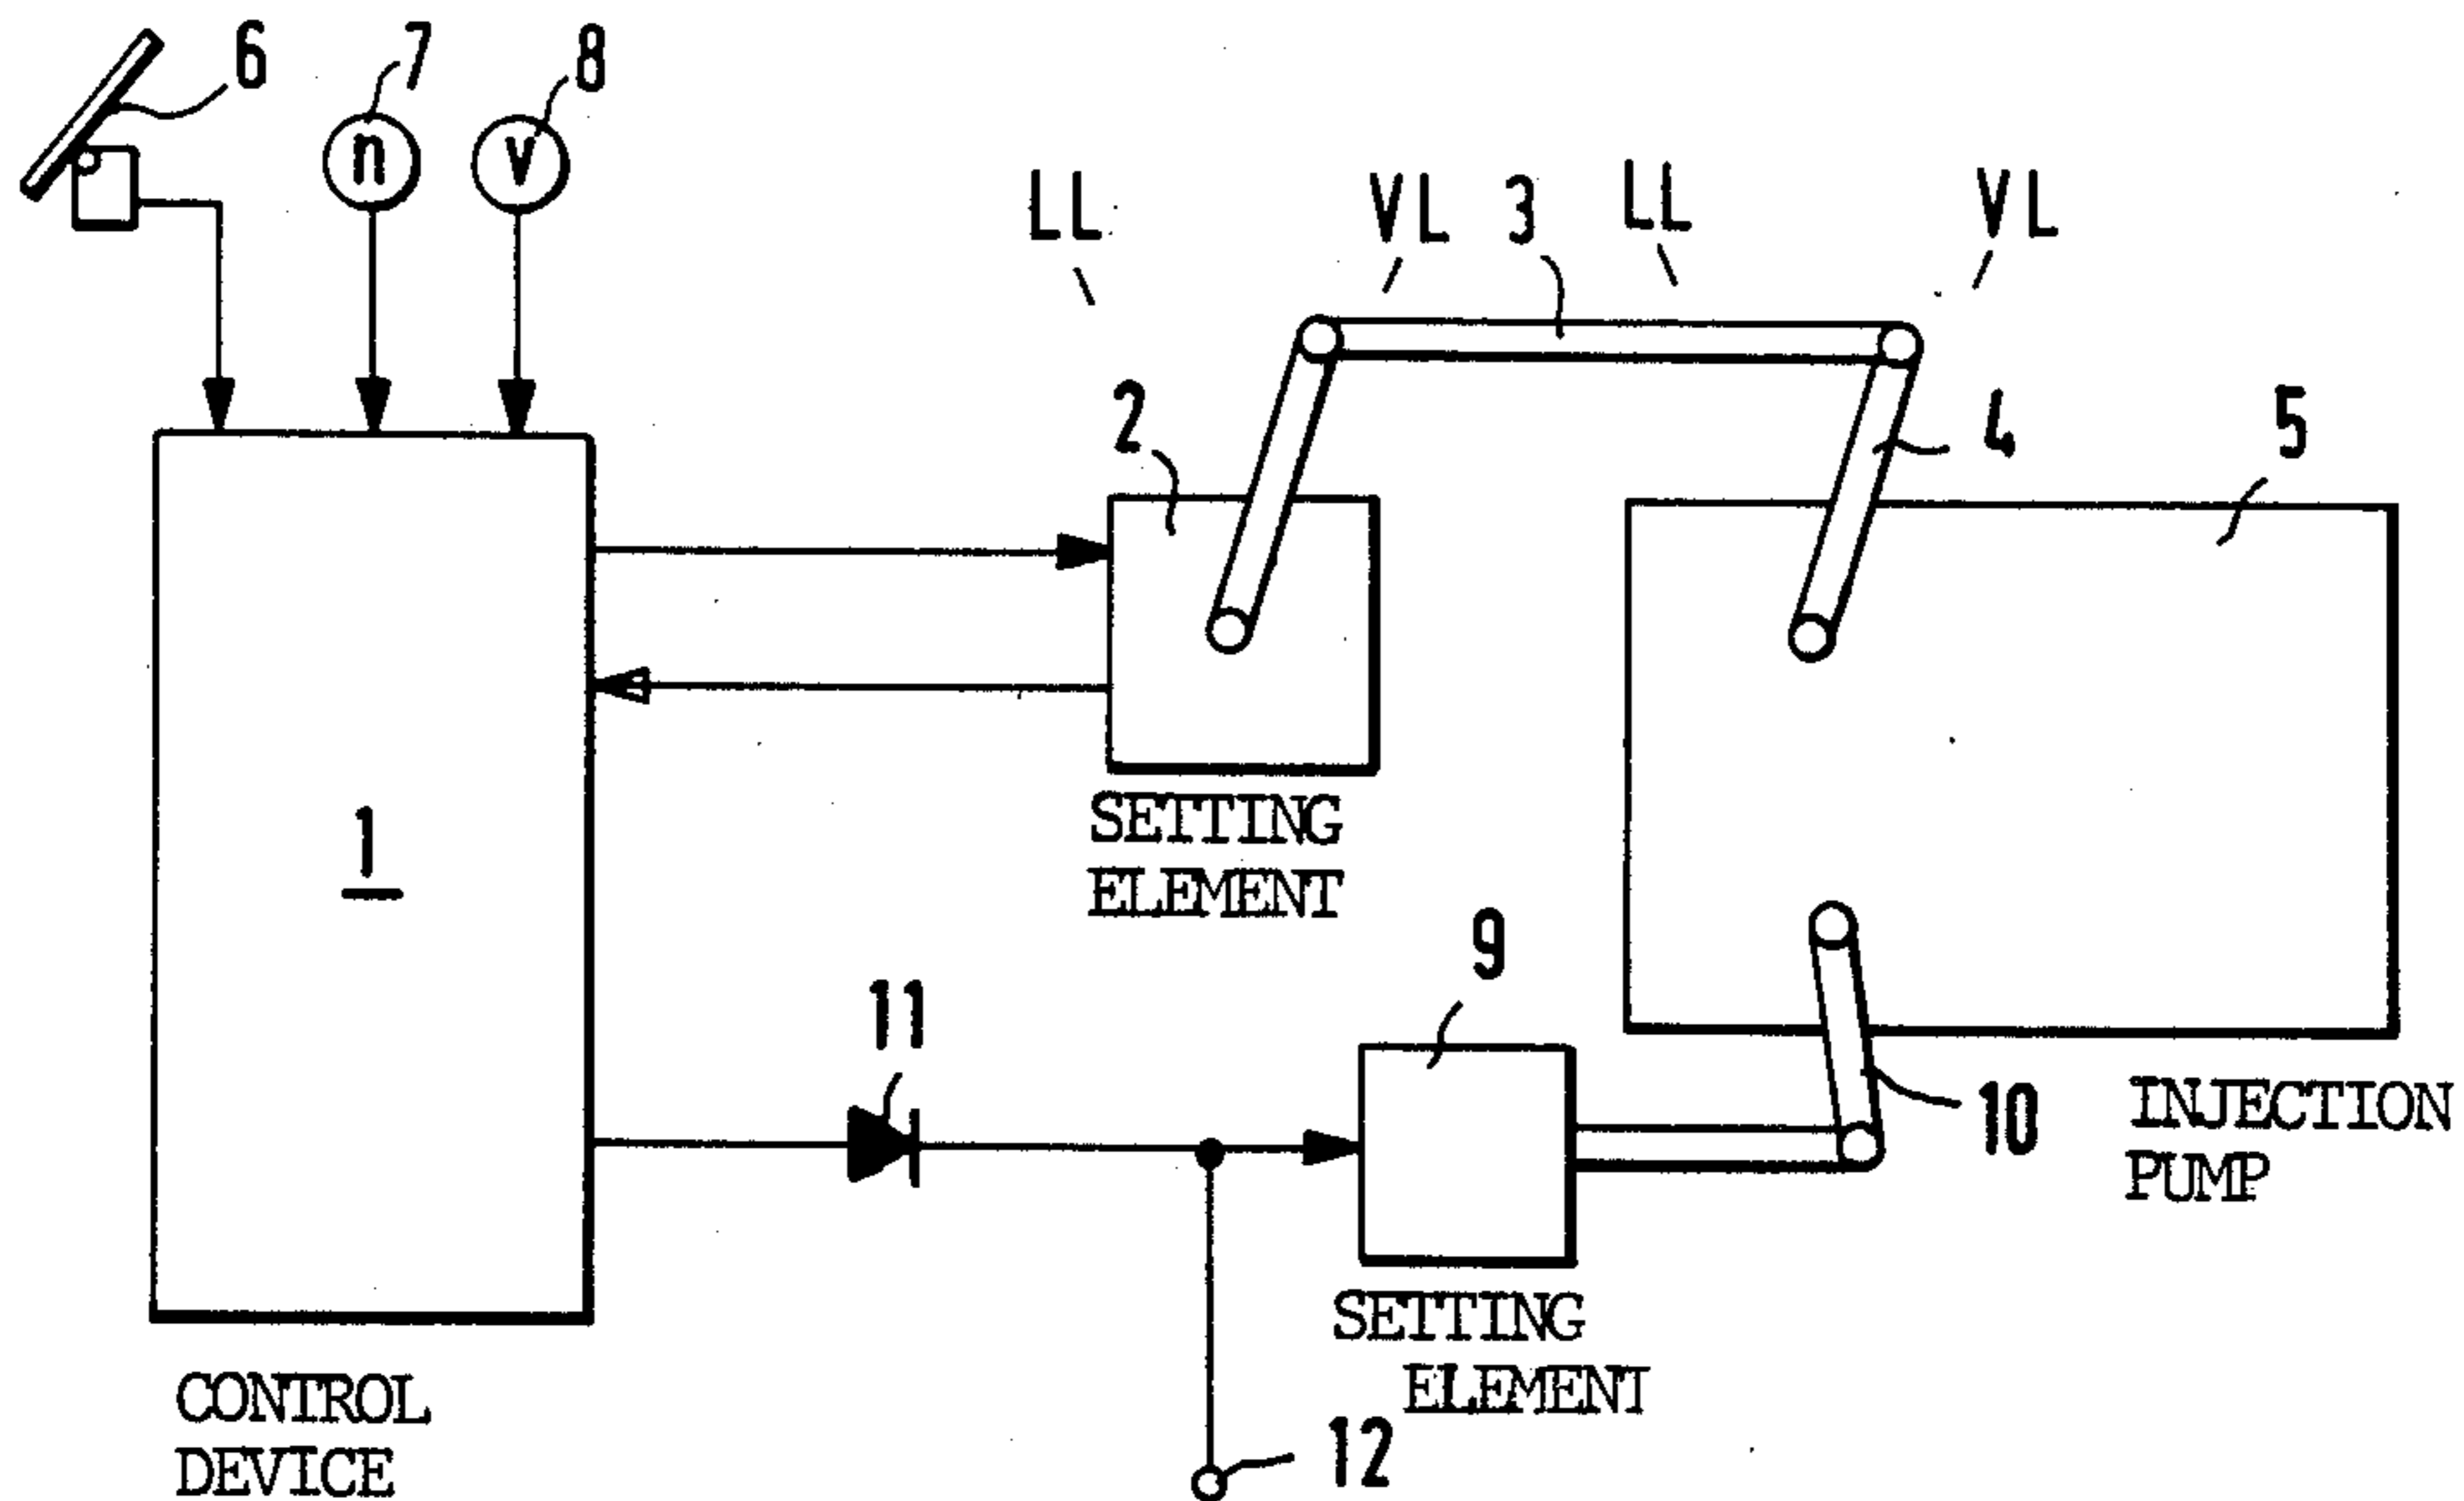 6
7
8
n
V
LL
VL
3
LL
VL
2
4
5
1
SETTING
ELEMENT
9
11
10
INJECTION
PUMP
SETTING
ELEMENT
12
CONTROL
DEVICE